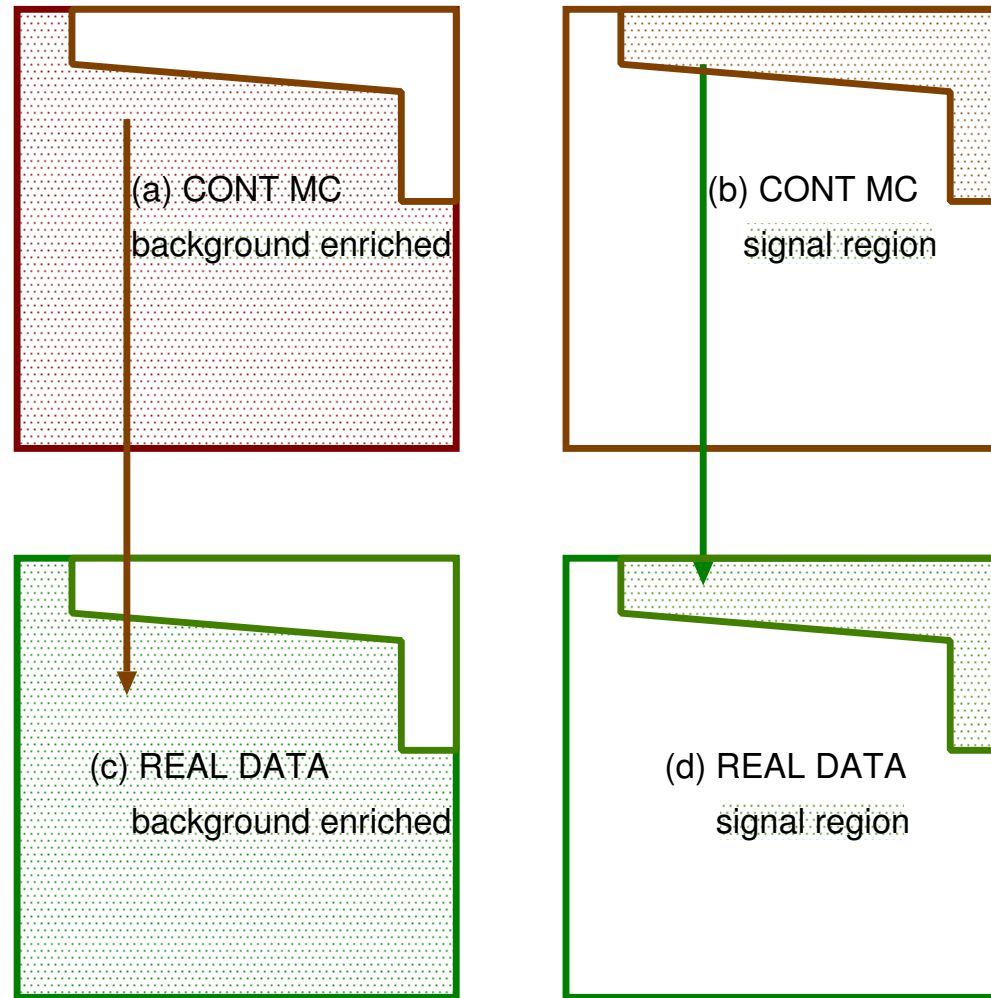 (a) CONT MC
background enriched
(b) CONT MC
signal region
(c) REAL DATA
background enriched
(d) REAL DATA
signal region